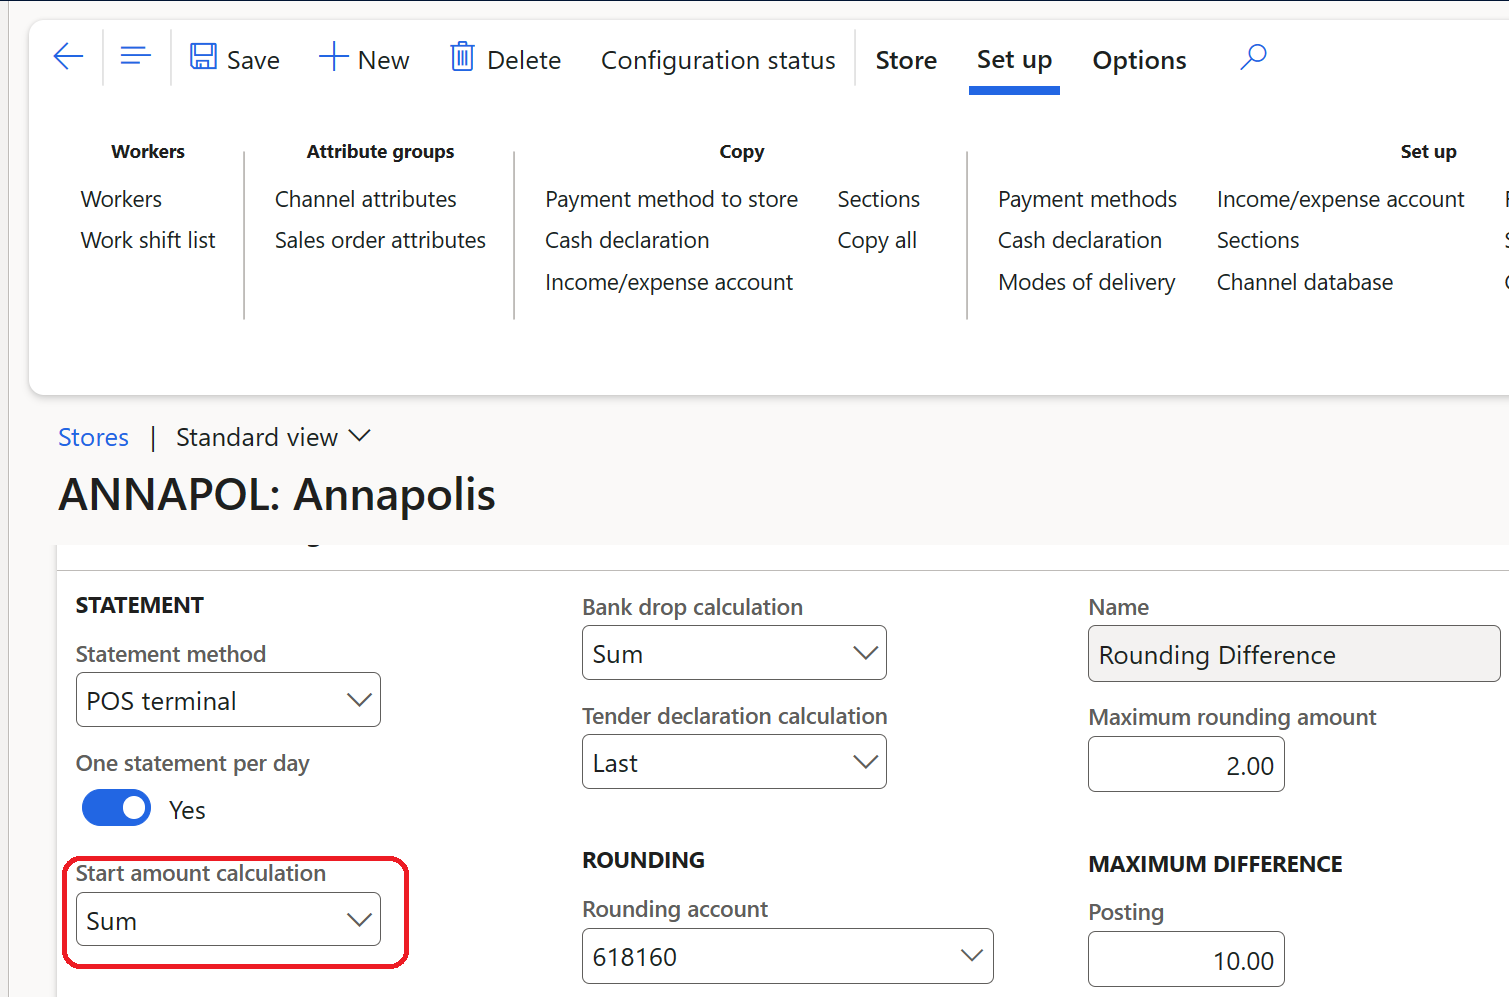 Save
New
Delete
Configuration status
Store
Set up
Options
Workers
Workers
Work shift list
Attribute groups
Channel attributes
Sales order attributes
Copy
Payment method to store
Cash declaration
Income/expense account
Sections
Copy all
Set up
Payment methods
Cash declaration
Modes of delivery
Income/expense account
Sections
Channel database
Stores | Standard view
ANNAPOL: Annapolis
STATEMENT
Statement method
POS terminal
One statement per day
Yes
Start amount calculation
Sum
Bank drop calculation
Sum
Tender declaration calculation
Last
ROUNDING
Rounding account
618160
Name
Rounding Difference
Maximum rounding amount
2.00
MAXIMUM DIFFERENCE
Posting
10.00